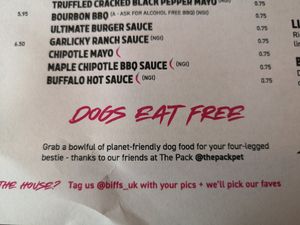 TRUFFLED CRACKED BLACK PEPPER MAYO (NGI)
5.95 BOURBON BBQ (A - ASK FOR ALCOHOL FREE BBQ) (NGI) 0.75
ULTIMATE BURGER SAUCE 0.75
6.50 GARLICKY RANCH SAUCE (NGI) 0.75
CHIPOTLE MAYO 0.75
MAPLE CHIPOTLE BBQ SAUCE (NGI) 0.75
BUFFALO HOT SAUCE (NGI) 0.75
DOGS EAT FREE
Grab a bowlful of planet-friendly dog food for your four-legged
bestie - thanks to our friends at The Pack @thepackpet
THE HOUSE? Tag us @biffs_uk with your pics + we'll pick our faves